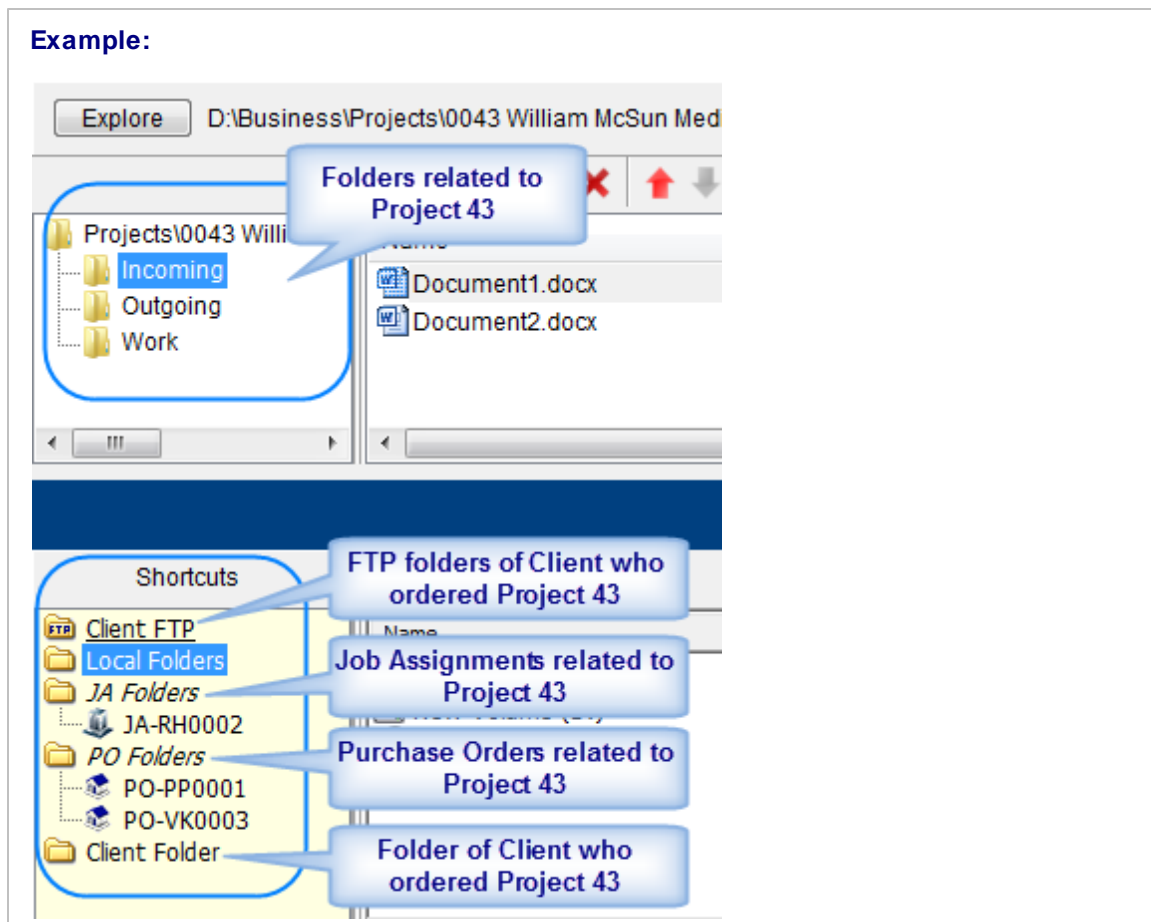 Example:
Explore D:\Business\Projects\0043 William McSun Med
Folders related to
Project 43
Projects\0043 Willi
Name
Incoming
Document1.docx
Outgoing
Document2.docx
Work
Shortcuts
FTP folders of Client who
ordered Project 43
Client FTP
Name
Local Folders
Job Assignments related to
Project 43
JA Folders
JA-RH0002
PO Folders
Purchase Orders related to
Project 43
PO-PP0001
PO-VK0003
Client Folder
Folder of Client who
ordered Project 43